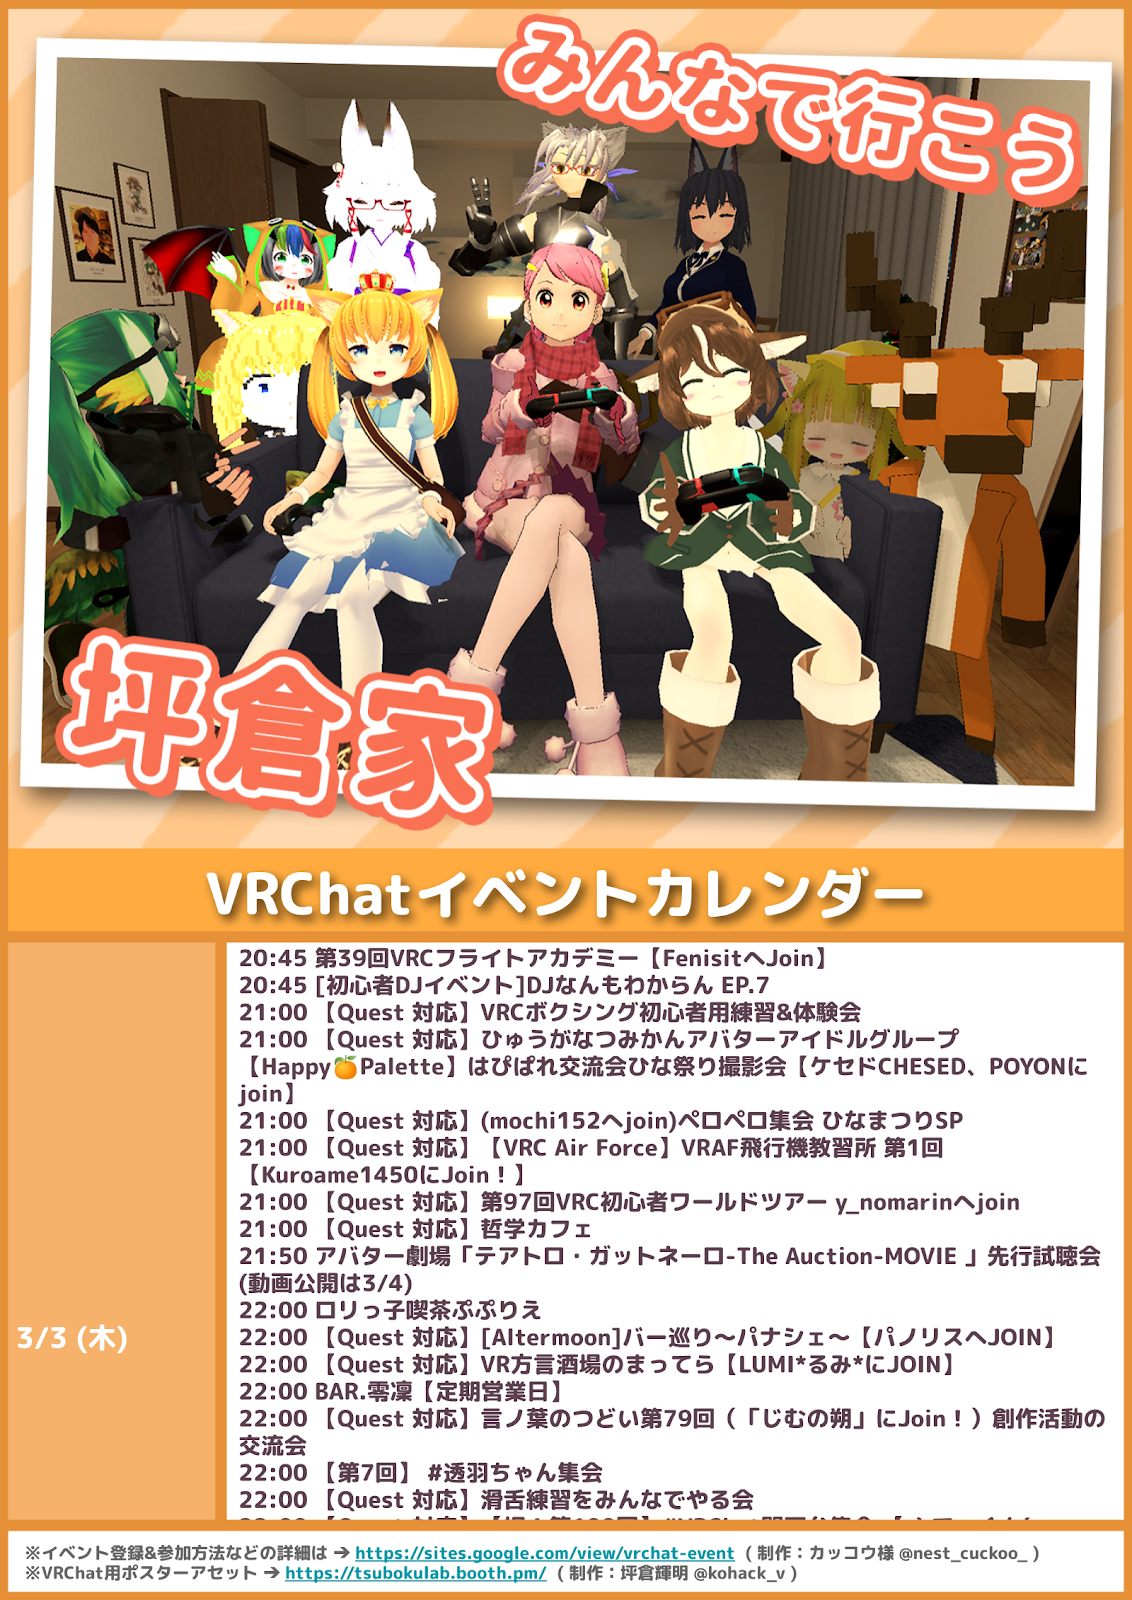 みんなで行こう
坪倉家
VRChatイベントカレンダー
3/3 (木)
20:45 第39回VRCフライトアカデミー【FenisitへJoin】
20:45 [初心者DJイベント]DJなんもわからん EP.7
21:00 【Quest 対応】VRCボクシング初心者用練習&体験会
21:00 【Quest 対応】ひゅうがなつみかんアバターアイドルグループ
【Happy🍊Palette】はぴぱれ交流会ひな祭り撮影会【ケセドCHESED、POYONに
join】
21:00 【Quest 対応】(mochi152へjoin)ペロペロ集会 ひなまつりSP
21:00 【Quest 対応】【VRC Air Force】VRAF飛行機教習所 第1回
【Kuroame1450にJoin！】
21:00 【Quest 対応】第97回VRC初心者ワールドツアー y_nomarinへjoin
21:00 【Quest 対応】哲学カフェ
21:50 アバター劇場「テアトロ・ガットネーロ-The Auction-MOVIE 」先行試聴会
(動画公開は3/4)
22:00 ロリっ子喫茶ぷぷりえ
22:00 【Quest 対応】[Altermoon]バー巡り〜パナシェ〜【パノリスへJOIN】
22:00 【Quest 対応】VR方言酒場のまってら【LUMI*るみ*にJOIN】
22:00 BAR.零凜【定期営業日】
22:00 【Quest 対応】言ノ葉のつどい第79回（「じむの朔」にJoin！）創作活動の
交流会
22:00 【第7回】 #透羽ちゃん集会
22:00 【Quest 対応】滑舌練習をみんなでやる会
※イベント登録&参加方法などの詳細は ➔ https://sites.google.com/view/vrchat-event ( 制作：カッコウ様 @nest_cuckoo_ )
※VRChat用ポスターアセット ➔ https://tsubokulab.booth.pm/ ( 制作：坪倉輝明 @kohack_v )